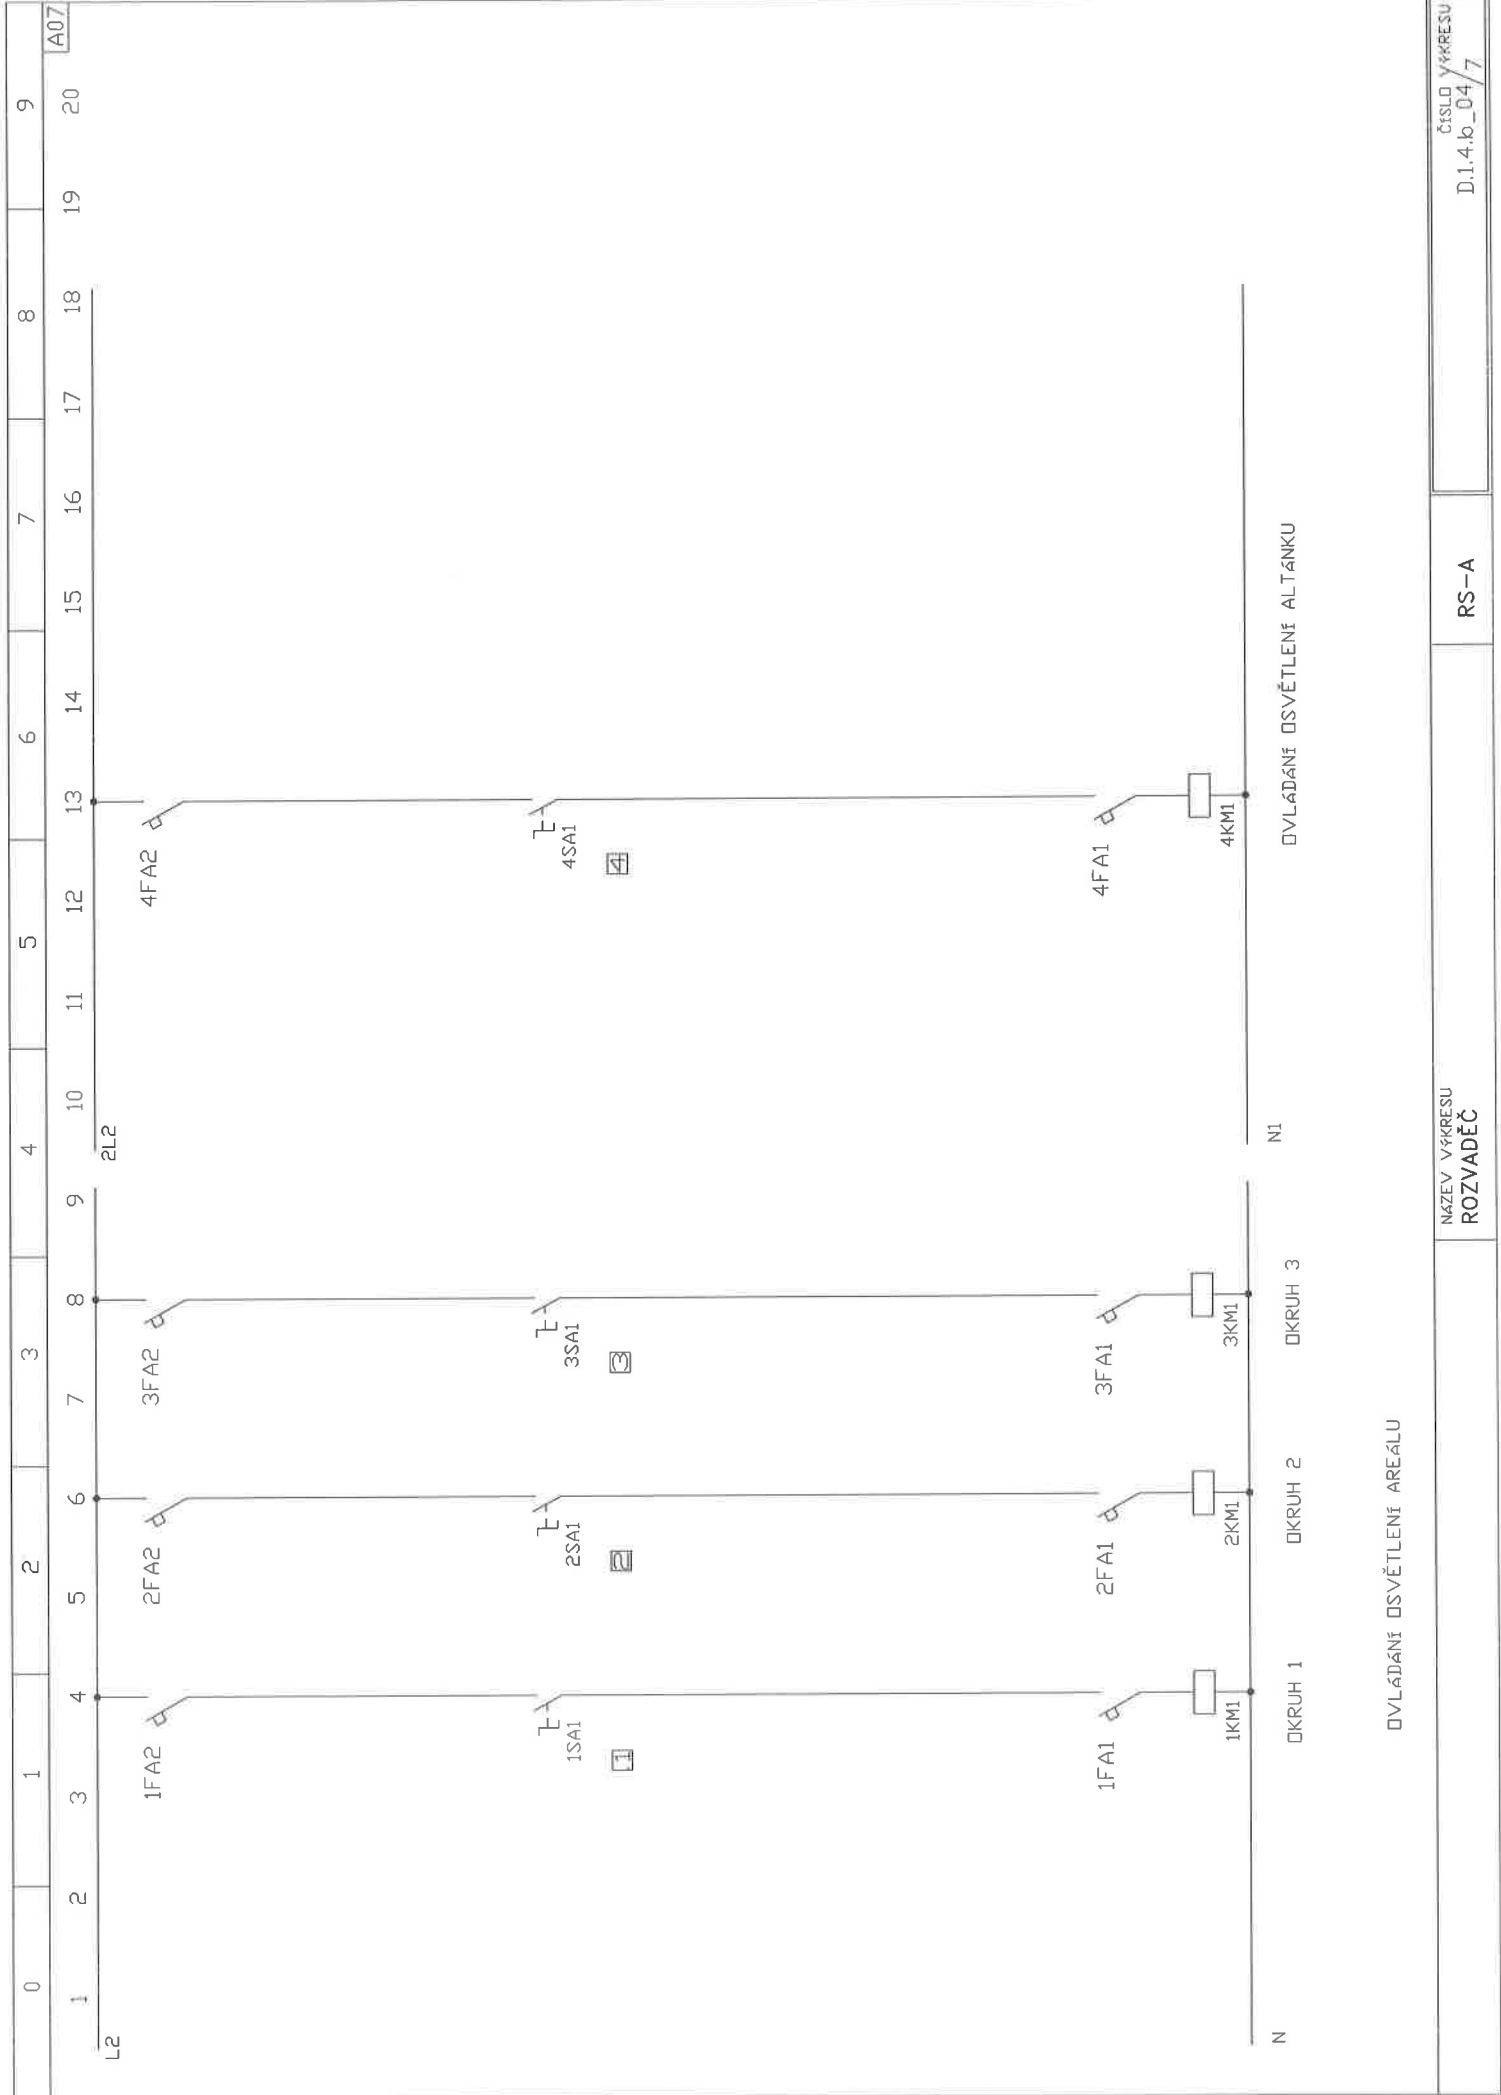 0 1 2 3 4 5 6 7 8 9
A07
1 2 3 4 5 6 7 8 9 10 11 12 13 14 15 16 17 18 19 20
L2
2L2
1FA2
2FA2
3FA2
4FA2
1SA1
2SA1
3SA1
4SA1
1
2
3
4
1FA1
2FA1
3FA1
4FA1
1KM1
2KM1
3KM1
4KM1
N
N1
OKRUH 1
OKRUH 2
OKRUH 3
OVLÁDÁNÍ OSVĚTLENÍ ALTÁNKU
OVLÁDÁNÍ OSVĚTLENÍ AREÁLU
NÁZEV VÝKRESU
ROZVADĚČ
RS-A
ČÍSLO VÝKRESU
D.1.4.b_04/7